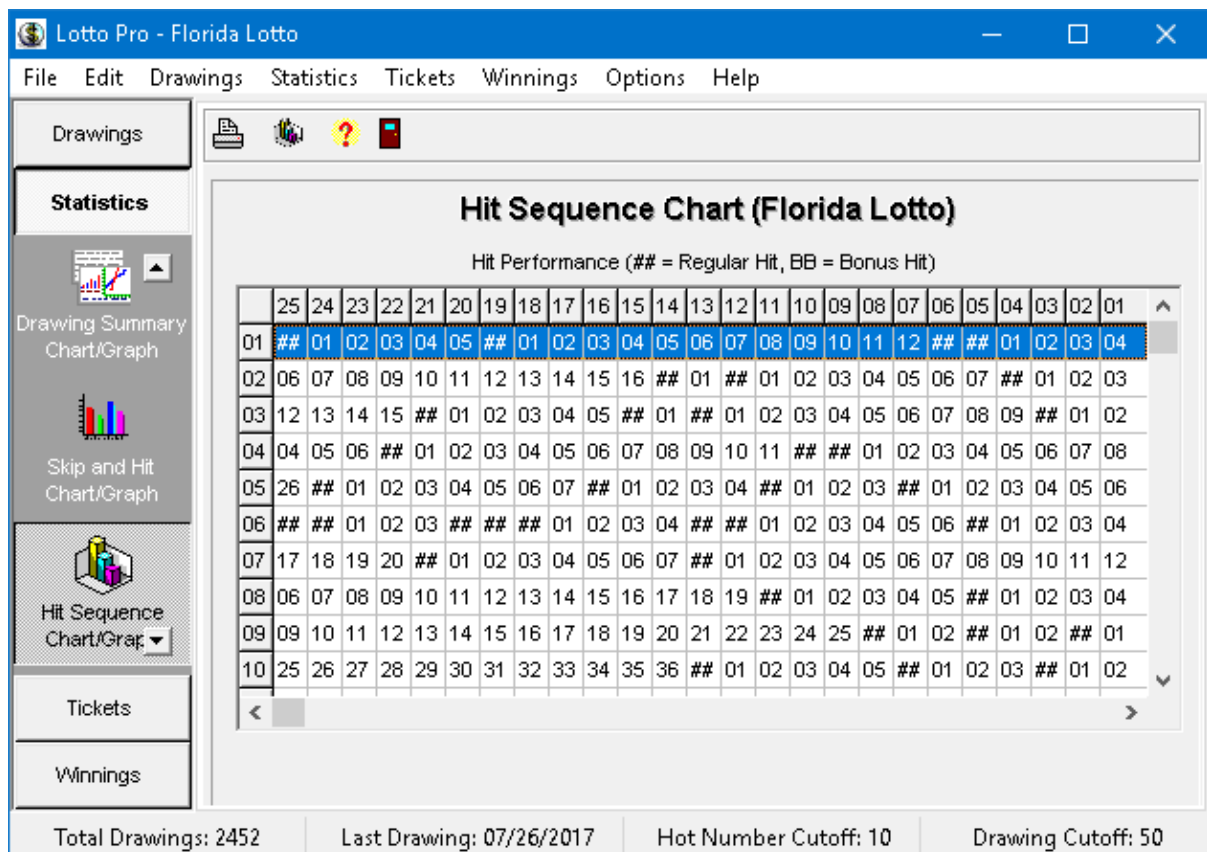 Lotto Pro - Florida Lotto
File Edit Drawings Statistics Tickets Winnings Options Help
Drawings
Statistics
Drawing Summary
Chart/Graph
Skip and Hit
Chart/Graph
Hit Sequence
Chart/Grap
Tickets
Winnings
Hit Sequence Chart (Florida Lotto)
Hit Performance (## = Regular Hit, BB = Bonus Hit)
25 24 23 22 21 20 19 18 17 16 15 14 13 12 11 10 09 08 07 06 05 04 03 02 01
01 ## 01 02 03 04 05 ## 01 02 03 04 05 06 07 08 09 10 11 12 ## ## 01 02 03 04
02 06 07 08 09 10 11 12 13 14 15 16 ## 01 ## 01 02 03 04 05 06 07 ## 01 02 03
03 12 13 14 15 ## 01 02 03 04 05 ## 01 ## 01 02 03 04 05 06 07 08 09 ## 01 02
04 04 05 06 ## 01 02 03 04 05 06 07 08 09 10 11 ## ## 01 02 03 04 05 06 07 08
05 26 ## 01 02 03 04 05 06 07 ## 01 02 03 04 ## 01 02 03 ## 01 02 03 04 05 06
06 ## ## 01 02 03 ## ## ## 01 02 03 04 ## ## 01 02 03 04 05 06 ## 01 02 03 04
07 17 18 19 20 ## 01 02 03 04 05 06 07 ## 01 02 03 04 05 06 07 08 09 10 11 12
08 06 07 08 09 10 11 12 13 14 15 16 17 18 19 ## 01 02 03 04 05 ## 01 02 03 04
09 09 10 11 12 13 14 15 16 17 18 19 20 21 22 23 24 25 ## 01 02 ## 01 02 ## 01
10 25 26 27 28 29 30 31 32 33 34 35 36 ## 01 02 03 04 05 ## 01 02 03 ## 01 02
Total Drawings: 2452 Last Drawing: 07/26/2017 Hot Number Cutoff: 10 Drawing Cutoff: 50